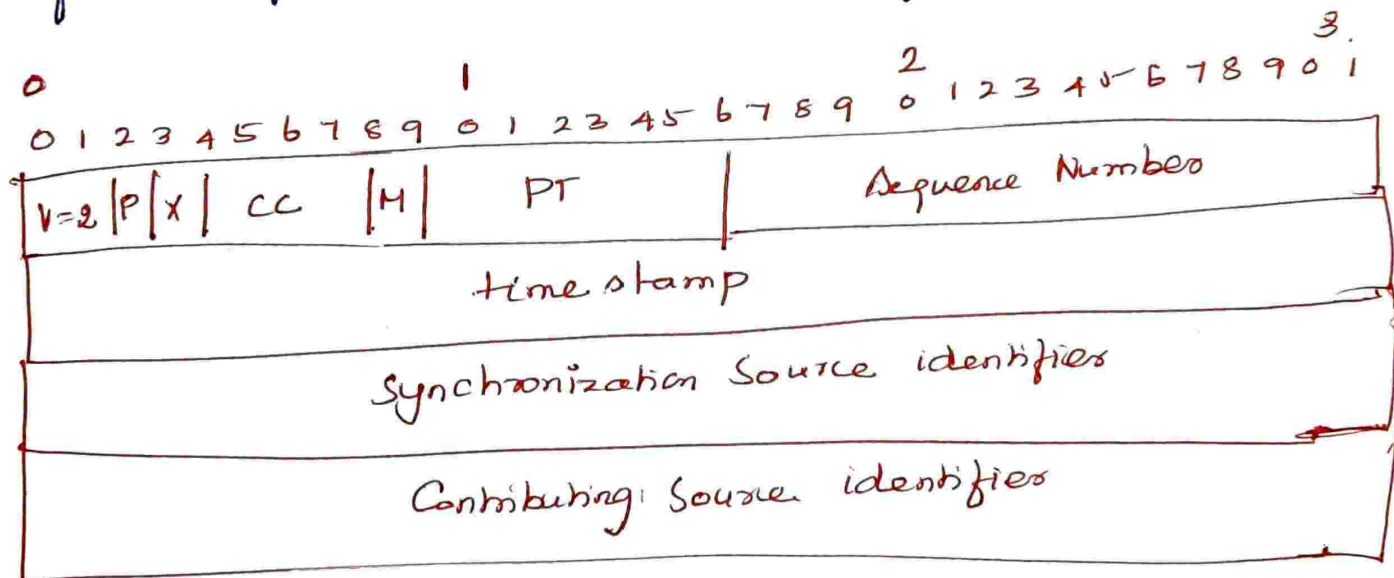 0 1 2 3.
0 1 2 3 4 5 6 7 8 9 0 1 2 3 4 5 6 7 8 9 0 1 2 3 4 5 6 7 8 9 0 1
V=2 |P|X| CC |M| PT | Sequence Number
time stamp
Synchronization Source identifier
Contributing Source identifier